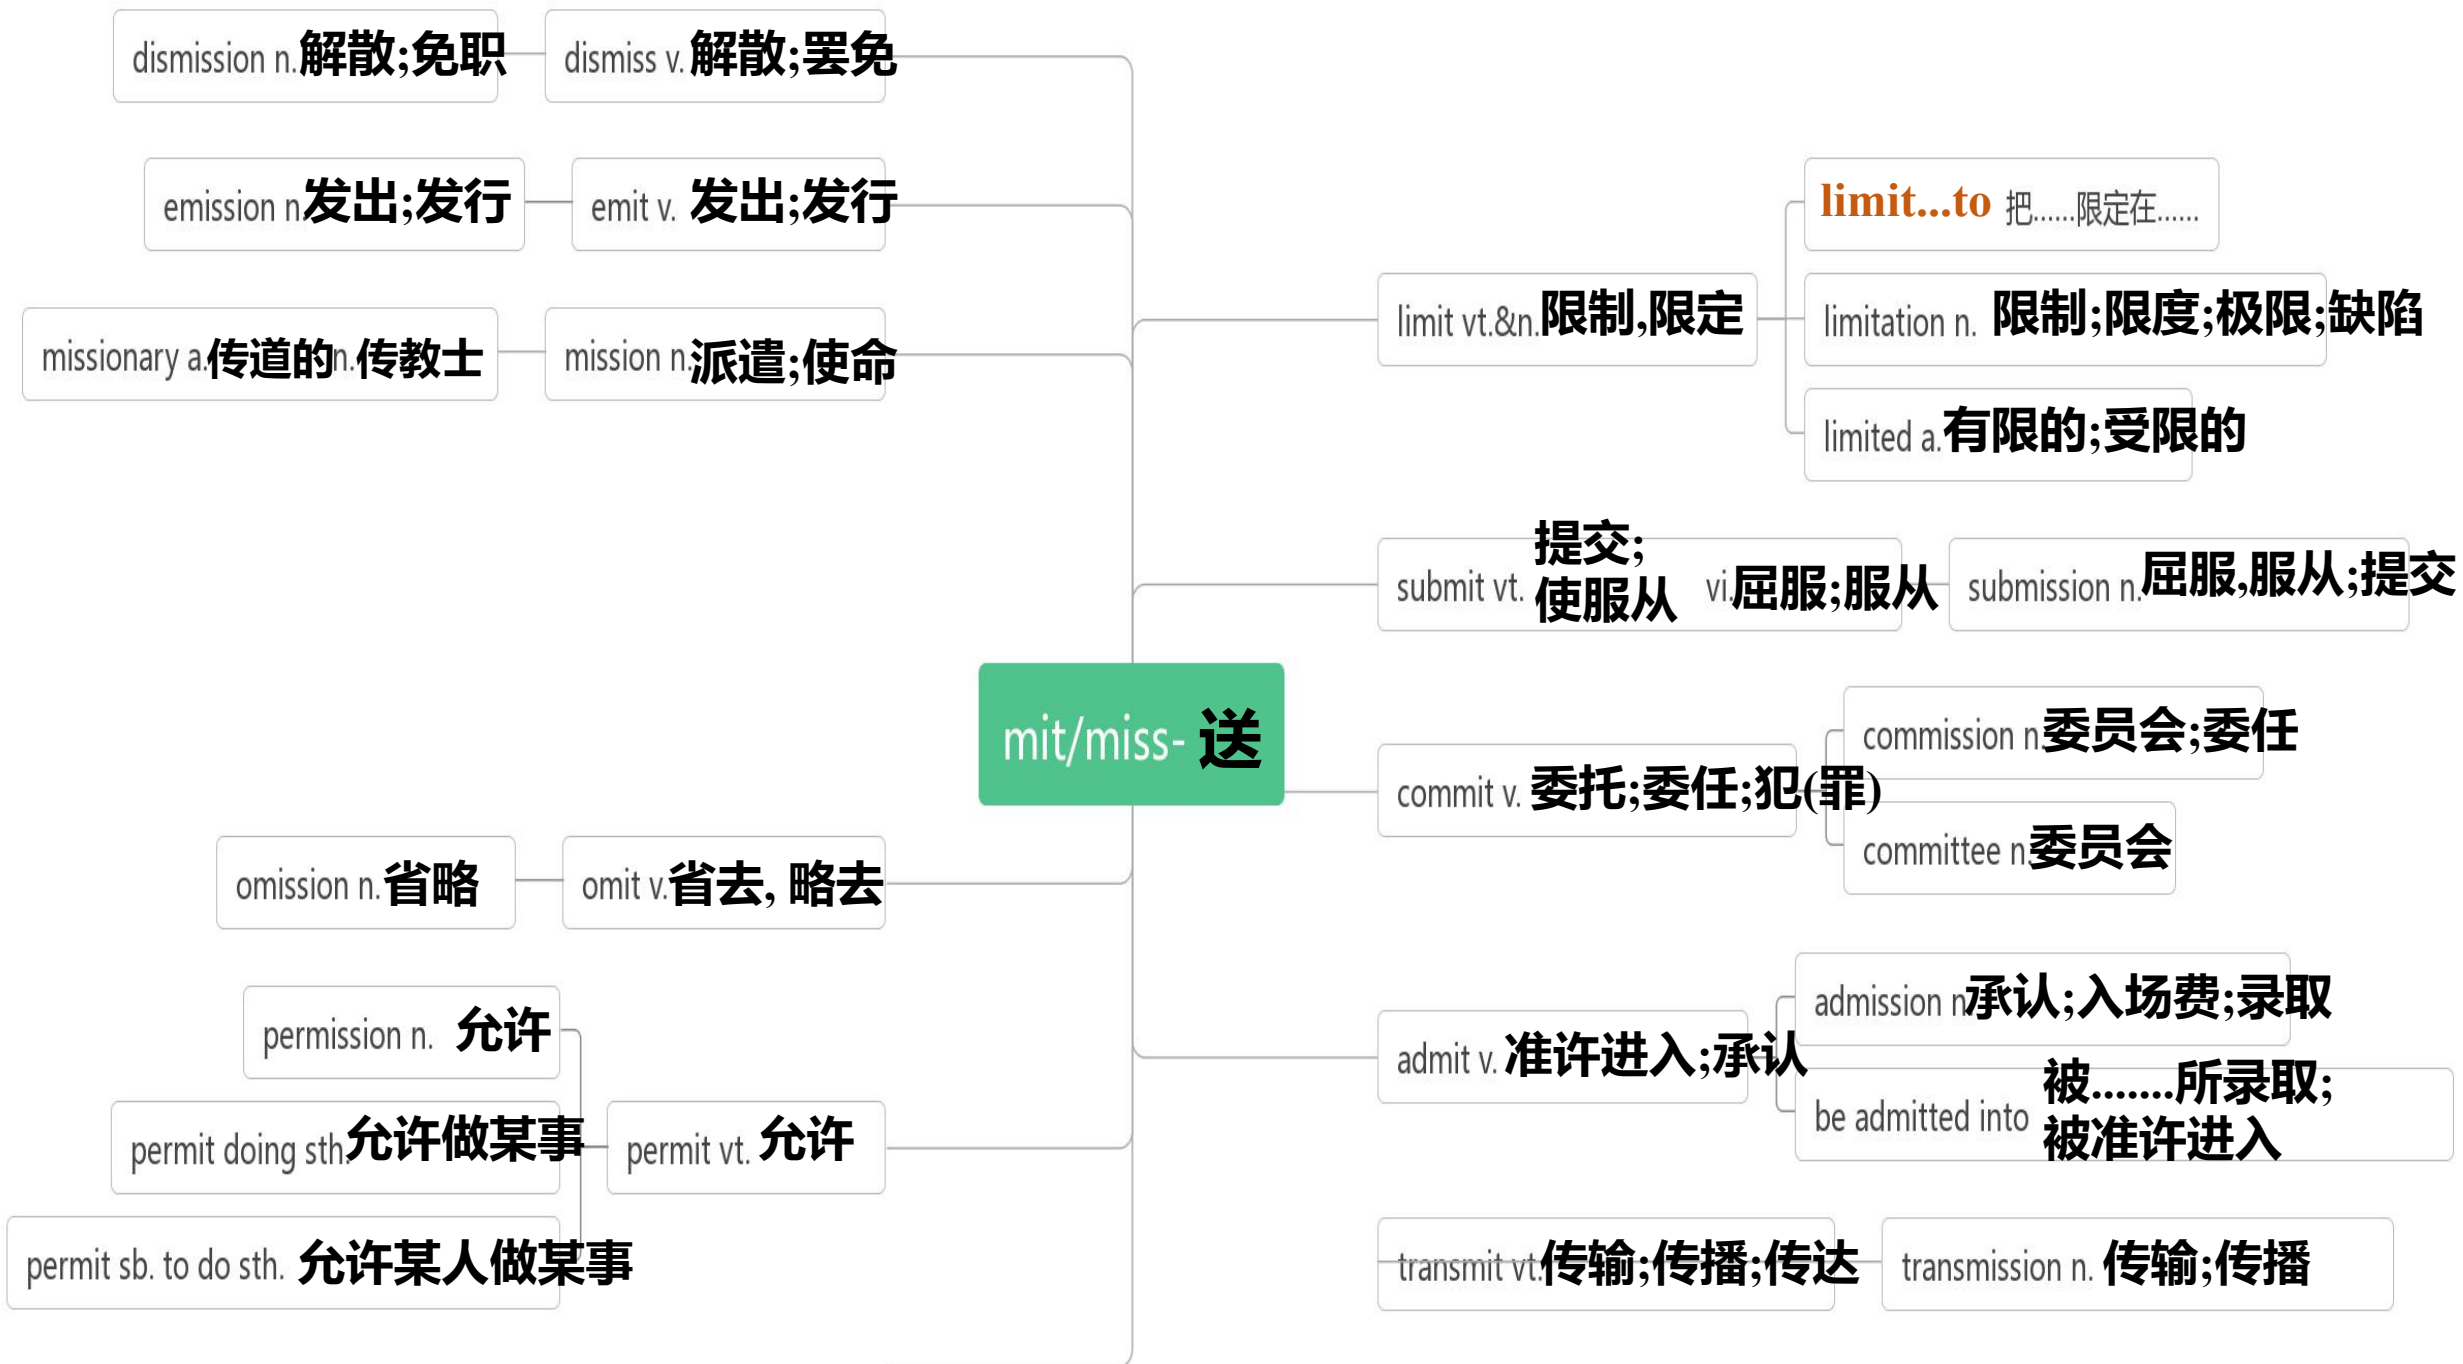 dismission n.解散;免职
dismiss v.解散;罢免
emission n.发出;发行
emit v. 发出;发行
missionary a.传道的n.传教士
mission n.派遣;使命
limit...to 把......限定在......
limit vt.&n.限制,限定
limitation n. 限制;限度;极限;缺陷
limited a.有限的;受限的
submit vt. 提交;
使服从 vi.屈服;服从
submission n.屈服,服从;提交
mit/miss- 送
commission n.委员会;委任
commit v. 委托;委任;犯(罪)
committee n.委员会
omission n.省略
omit v.省去, 略去
permission n. 允许
permit doing sth.允许做某事
permit vt. 允许
permit sb. to do sth. 允许某人做某事
admission n.承认;入场费;录取
admit v. 准许进入;承认
be admitted into 被.......所录取;
被准许进入
transmit vt.传输;传播;传达
transmission n. 传输;传播